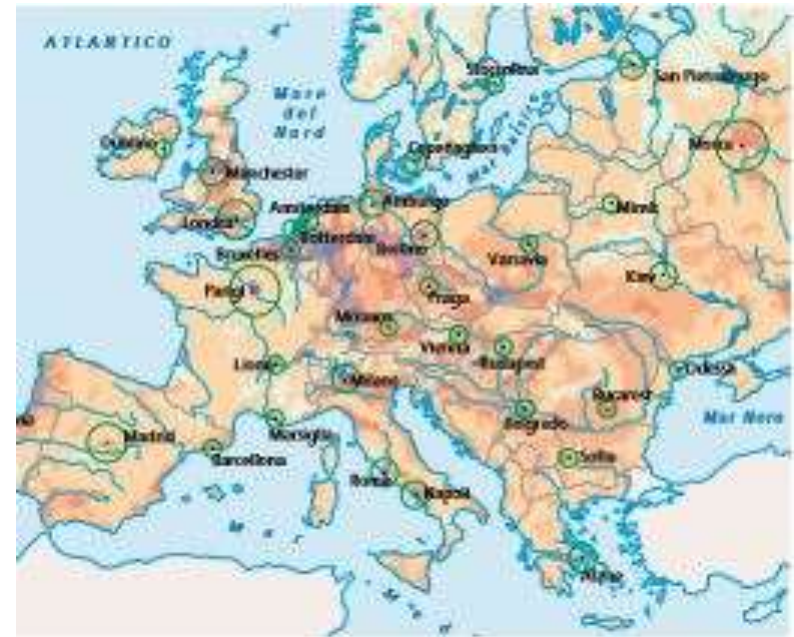 ATLANTICO
Stoccolma
San Pietroburgo
Mare
del
Nord
Dublino
Copenaghen
Mar Baltico
Mosca
Manchester
Amburgo
Minsk
Londra
Amsterdam
Rotterdam
Berlino
Bruxelles
Varsavia
Kiev
Parigi
Praga
Monaco
Vienna
Budapest
Lione
Milano
Odessa
Bucarest
Belgrado
Mar Nero
Madrid
Marsiglia
Barcellona
Sofia
Roma
Napoli
M a r
Atene
M e d